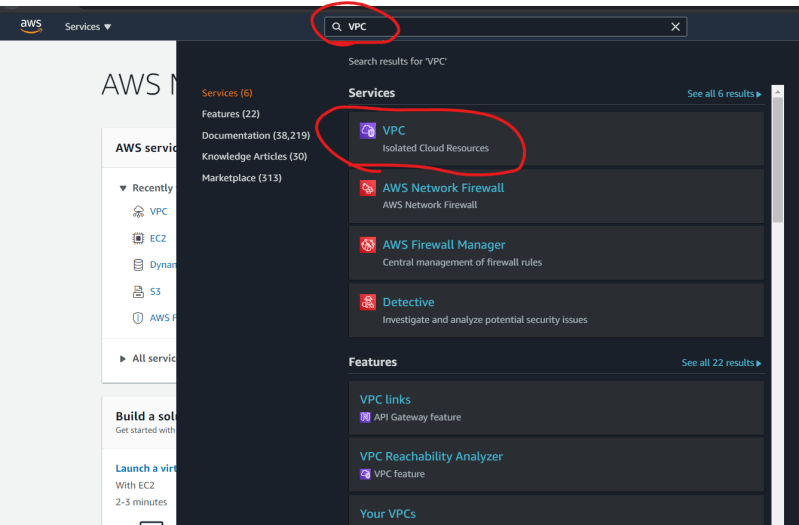 aws
Services ▼
VPC
Search results for 'VPC'
AWS
AWS servic
▼ Recently
VPC
EC2
Dynan
S3
AWS F
▶ All servic
Build a solu
Get started with
Launch a virt
With EC2
2-3 minutes
Services (6)
Features (22)
Documentation (38,219)
Knowledge Articles (30)
Marketplace (313)
Services
See all 6 results ▶
VPC
Isolated Cloud Resources
AWS Network Firewall
AWS Network Firewall
AWS Firewall Manager
Central management of firewall rules
Detective
Investigate and analyze potential security issues
Features
See all 22 results ▶
VPC links
API Gateway feature
VPC Reachability Analyzer
VPC feature
Your VPCs